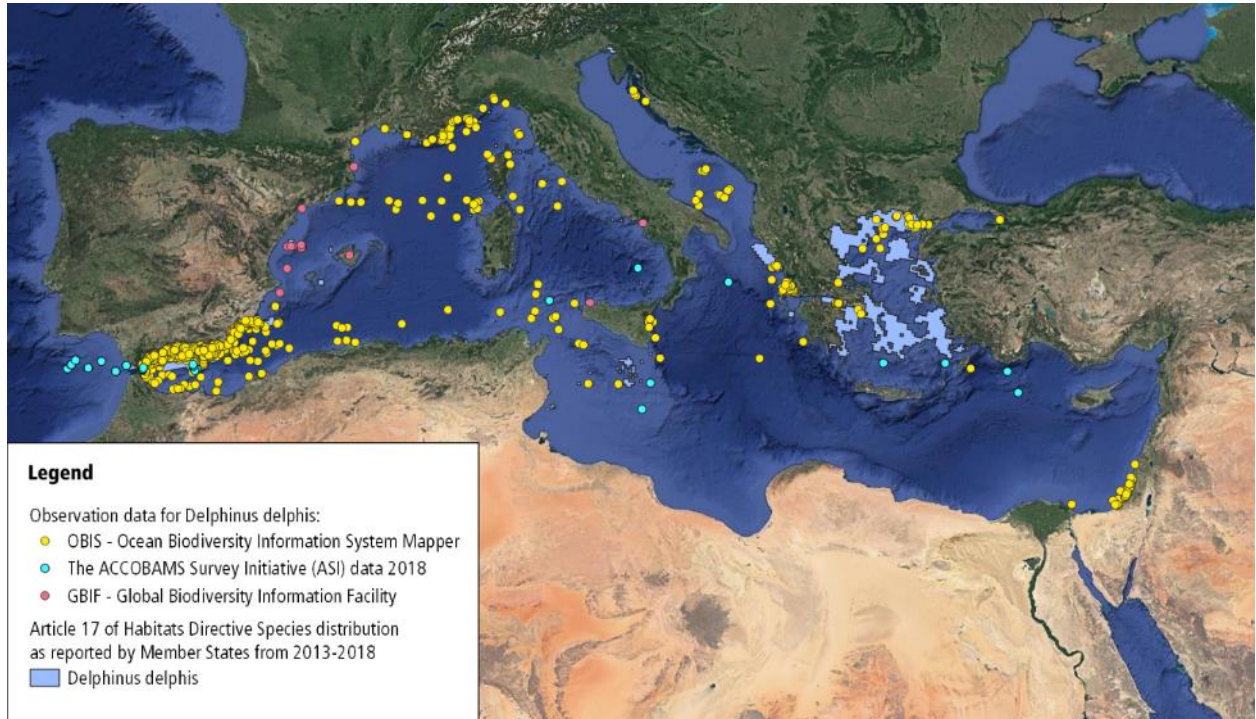 Legend
Observation data for Delphinus delphis:
OBIS - Ocean Biodiversity Information System Mapper
The ACCOBAMS Survey Initiative (ASI) data 2018
GBIF - Global Biodiversity Information Facility
Article 17 of Habitats Directive Species distribution
as reported by Member States from 2013-2018
Delphinus delphis